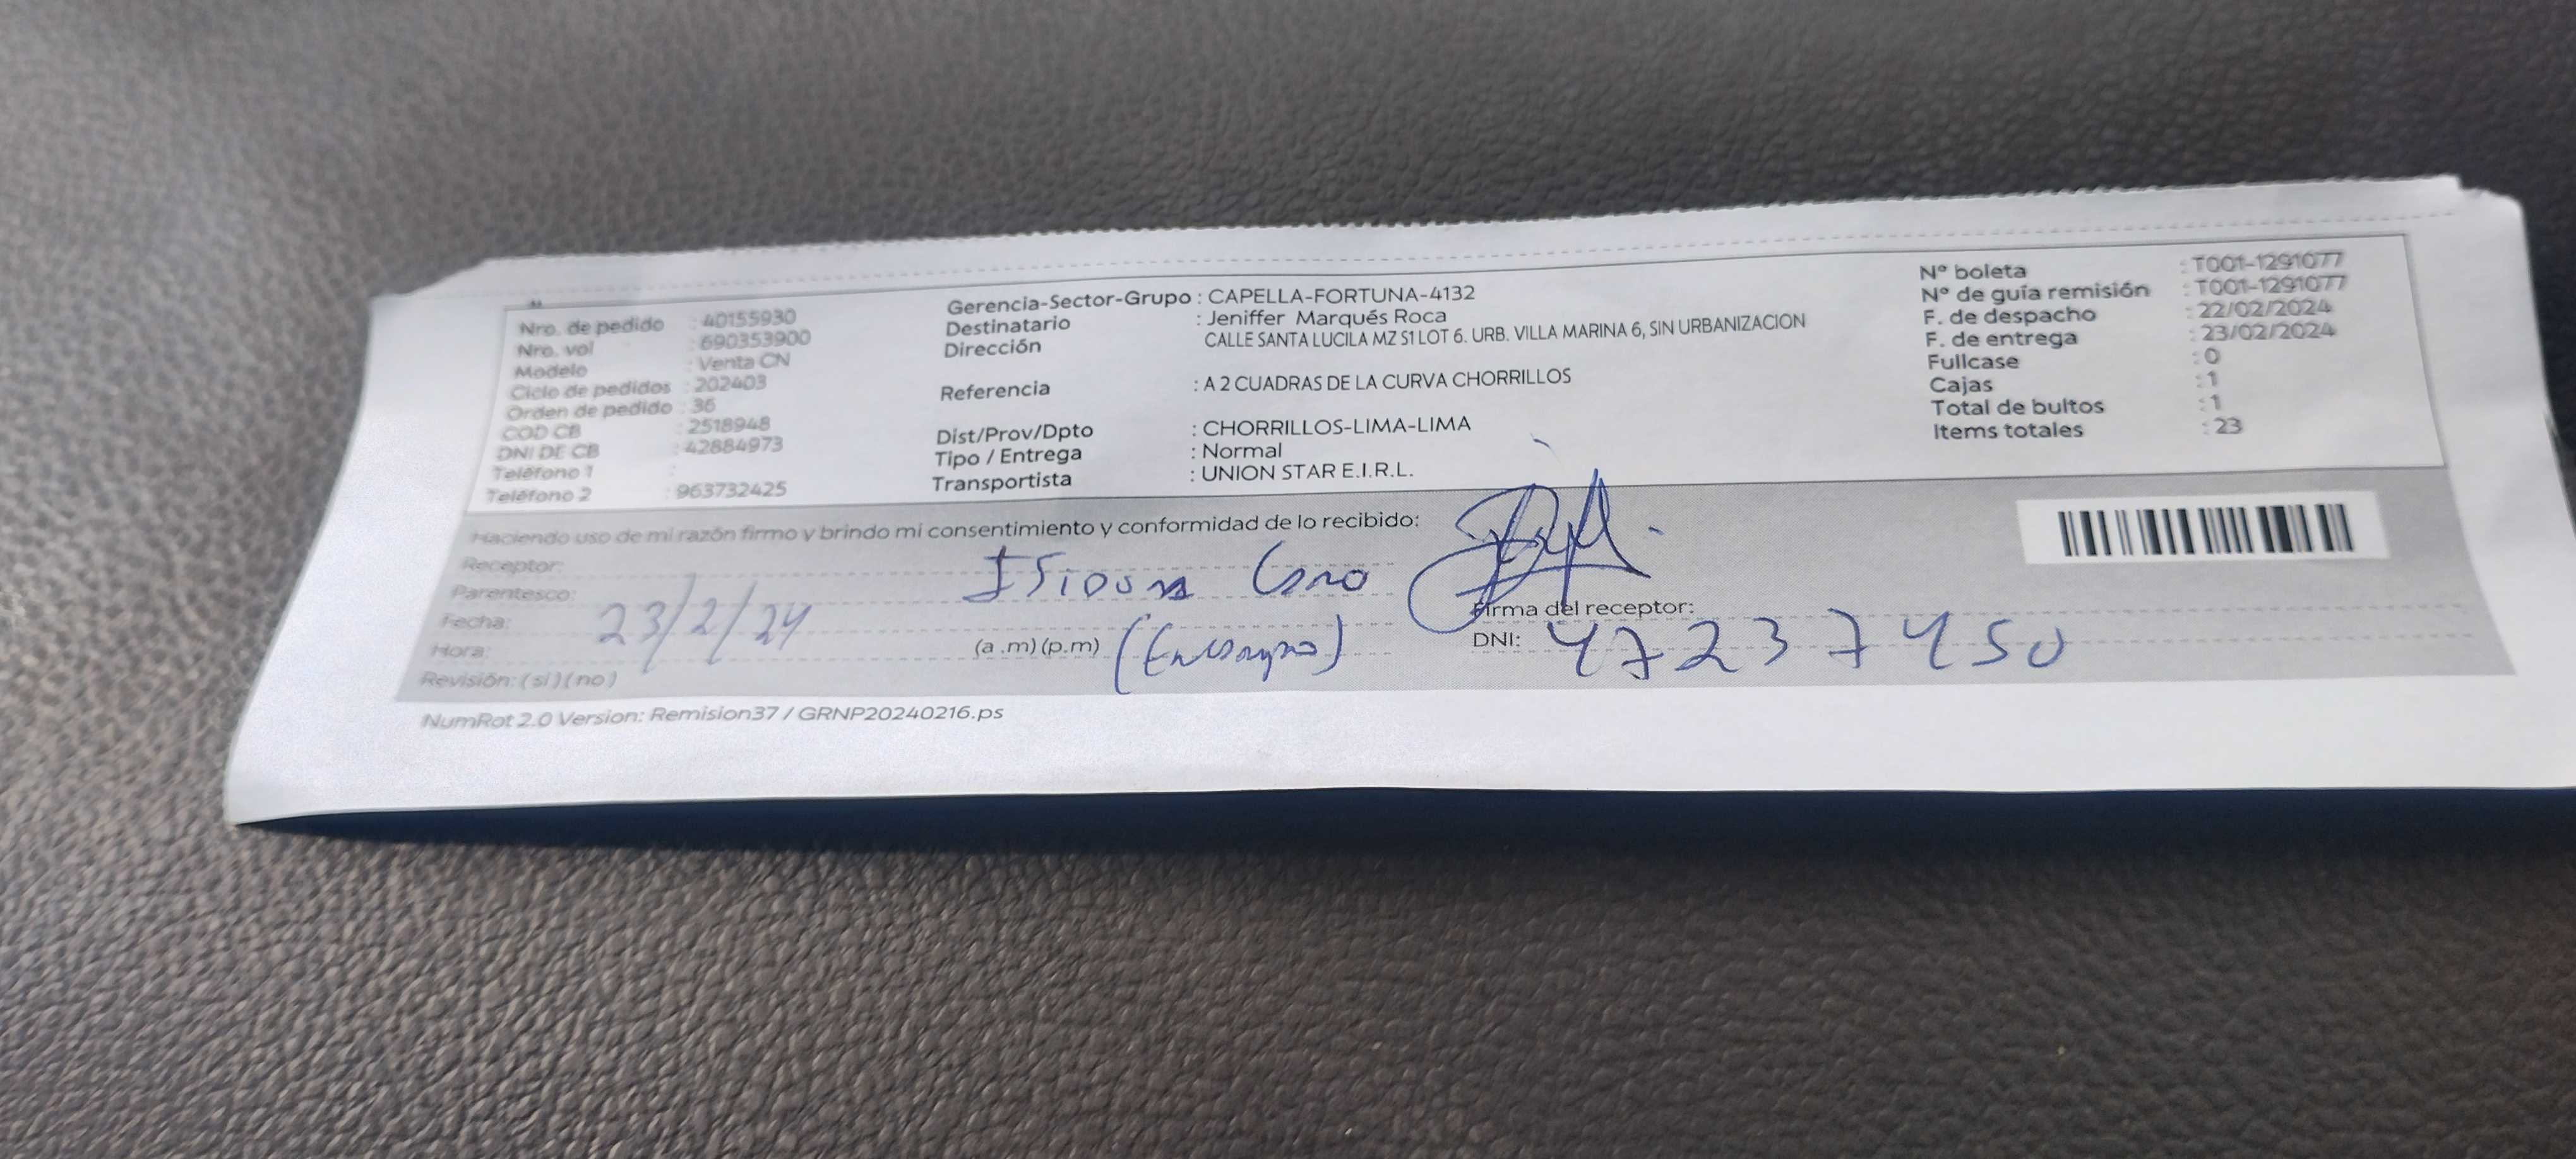 Nro. de pedido : 40155930
Nro. vol : 690353900
Modelo : Venta CN
Ciclo de pedidos : 202403
Orden de pedido : 36
COD CB : 2518948
DNI DE CB : 42884973
Teléfono 1 :
Teléfono 2 : 963732425
Gerencia-Sector-Grupo : CAPELLA-FORTUNA-4132
Destinatario : Jeniffer Marqués Roca
Dirección CALLE SANTA LUCILA MZ S1 LOT 6. URB. VILLA MARINA 6, SIN URBANIZACION
Referencia : A 2 CUADRAS DE LA CURVA CHORRILLOS
Dist/Prov/Dpto : CHORRILLOS-LIMA-LIMA
Tipo / Entrega : Normal
Transportista : UNION STAR E.I.R.L.
N° boleta : T001-1291077
N° de guía remisión : T001-1291077
F. de despacho : 22/02/2024
F. de entrega : 23/02/2024
Fullcase : 0
Cajas : 1
Total de bultos : 1
Items totales : 23
Haciendo uso de mi razón firmo y brindo mi consentimiento y conformidad de lo recibido:
Receptor:
Parentesco:
Fecha: 23/2/24
Hora: (a .m) (p.m)
Revisión: ( si ) ( no )
Firma del receptor:
DNI: 47237450
NumRot 2.0 Version: Remision37 / GRNP20240216.ps